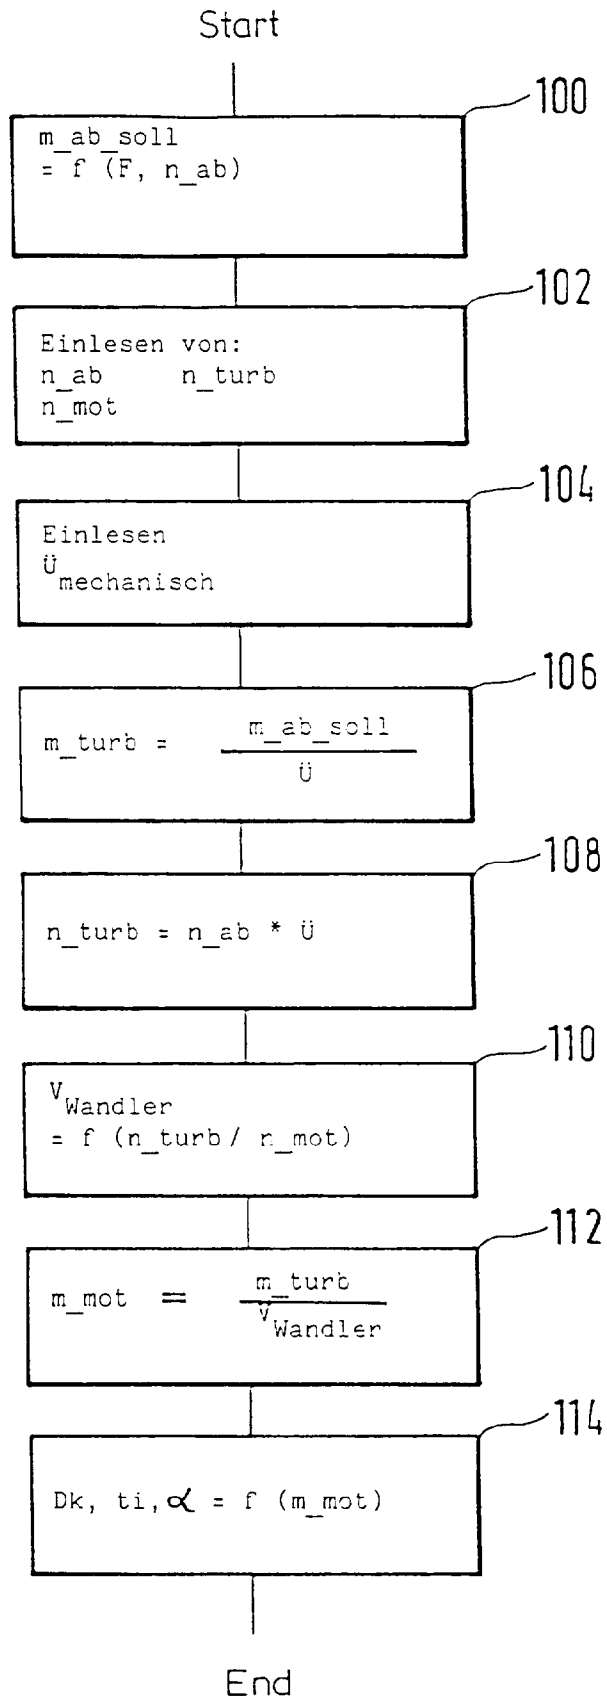 Start
100
m_ab_soll
= f (F, n_ab)
102
Einlesen von:
n_ab n_turb
n_mot
104
Einlesen
Ü
mechanisch
106
m_turb = m_ab_soll
Ü
108
n_turb = n_ab * Ü
110
V
Wandler
= f (n_turb / n_mot)
112
m_mot = m_turb
V
Wandler
114
Dk, ti, α = f (m_mot)
End